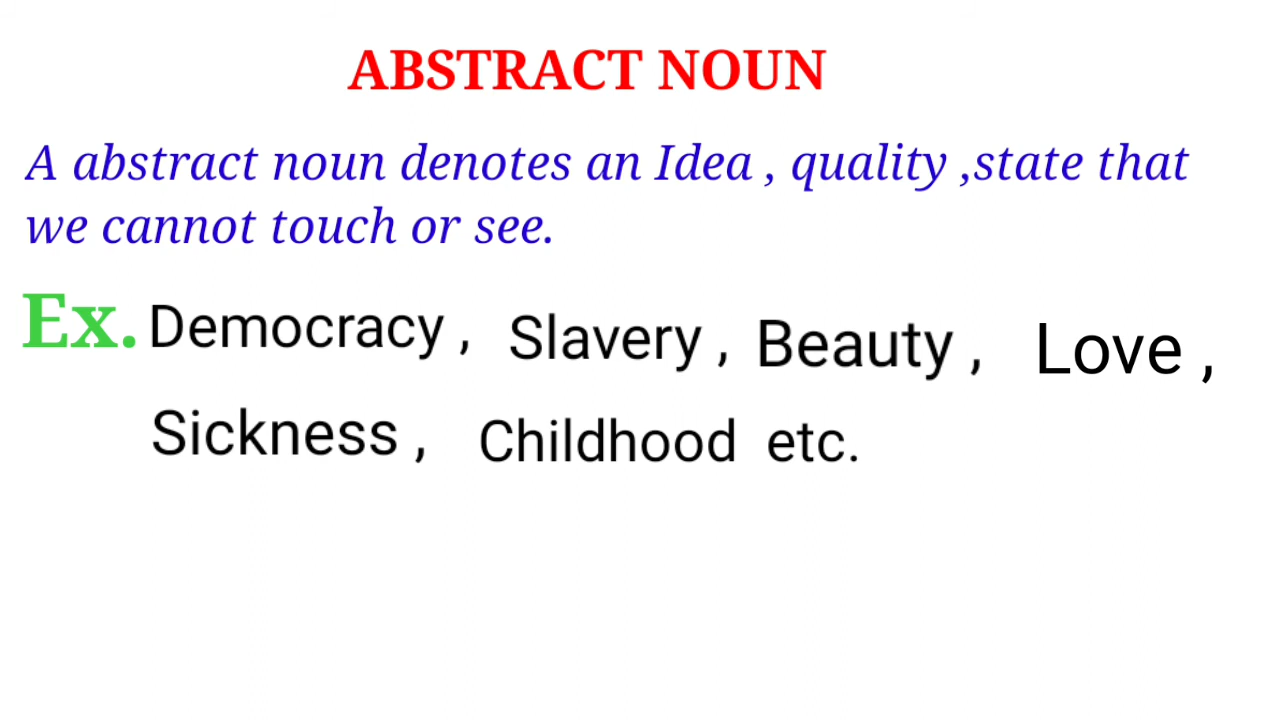 ABSTRACT NOUN
A abstract noun denotes an Idea , quality ,state that
we cannot touch or see.
Ex. Democracy , Slavery , Beauty , Love ,
Sickness , Childhood etc.